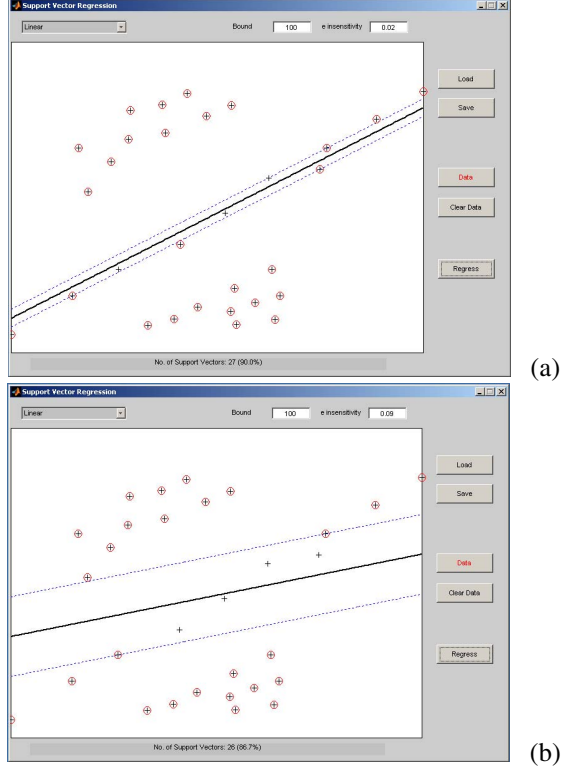 Support Vector Regression
Linear Bound 100 e insensitivity 0.02
Load
Save
Data
Clear Data
Regress
No. of Support Vectors: 27 (90.0%)
(a)
Support Vector Regression
Linear Bound 100 e insensitivity 0.09
Load
Save
Data
Clear Data
Regress
No. of Support Vectors: 26 (86.7%)
(b)